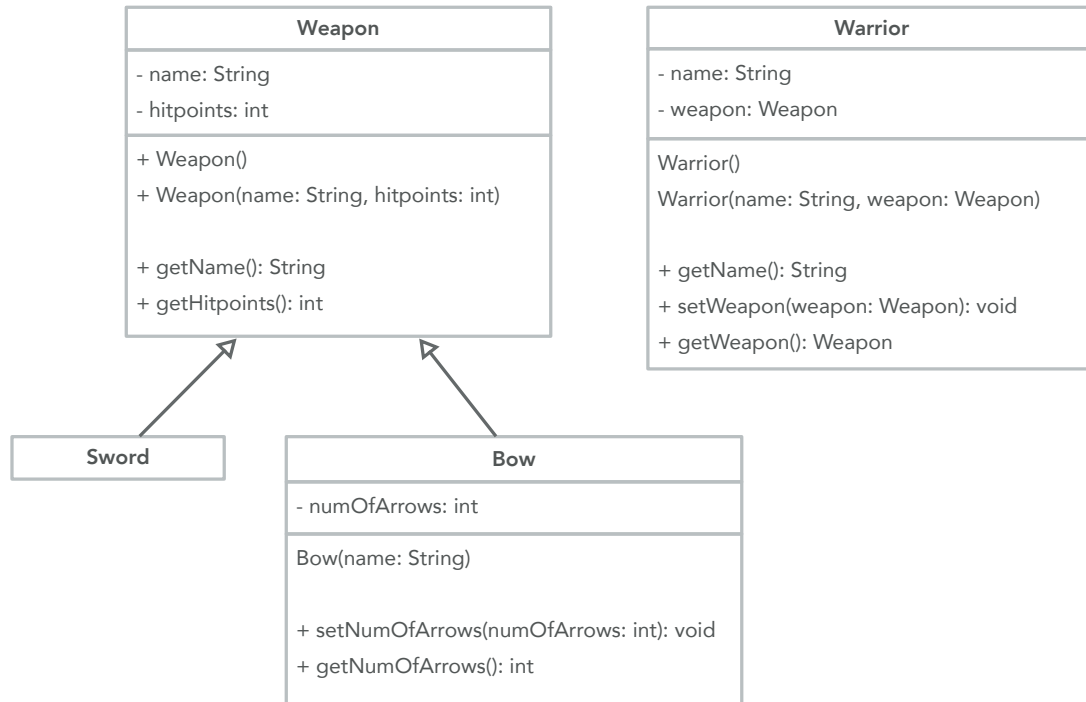 Weapon
- name: String
- hitpoints: int
+ Weapon()
+ Weapon(name: String, hitpoints: int)
+ getName(): String
+ getHitpoints(): int
Warrior
- name: String
- weapon: Weapon
Warrior()
Warrior(name: String, weapon: Weapon)
+ getName(): String
+ setWeapon(weapon: Weapon): void
+ getWeapon(): Weapon
Sword
Bow
- numOfArrows: int
Bow(name: String)
+ setNumOfArrows(numOfArrows: int): void
+ getNumOfArrows(): int